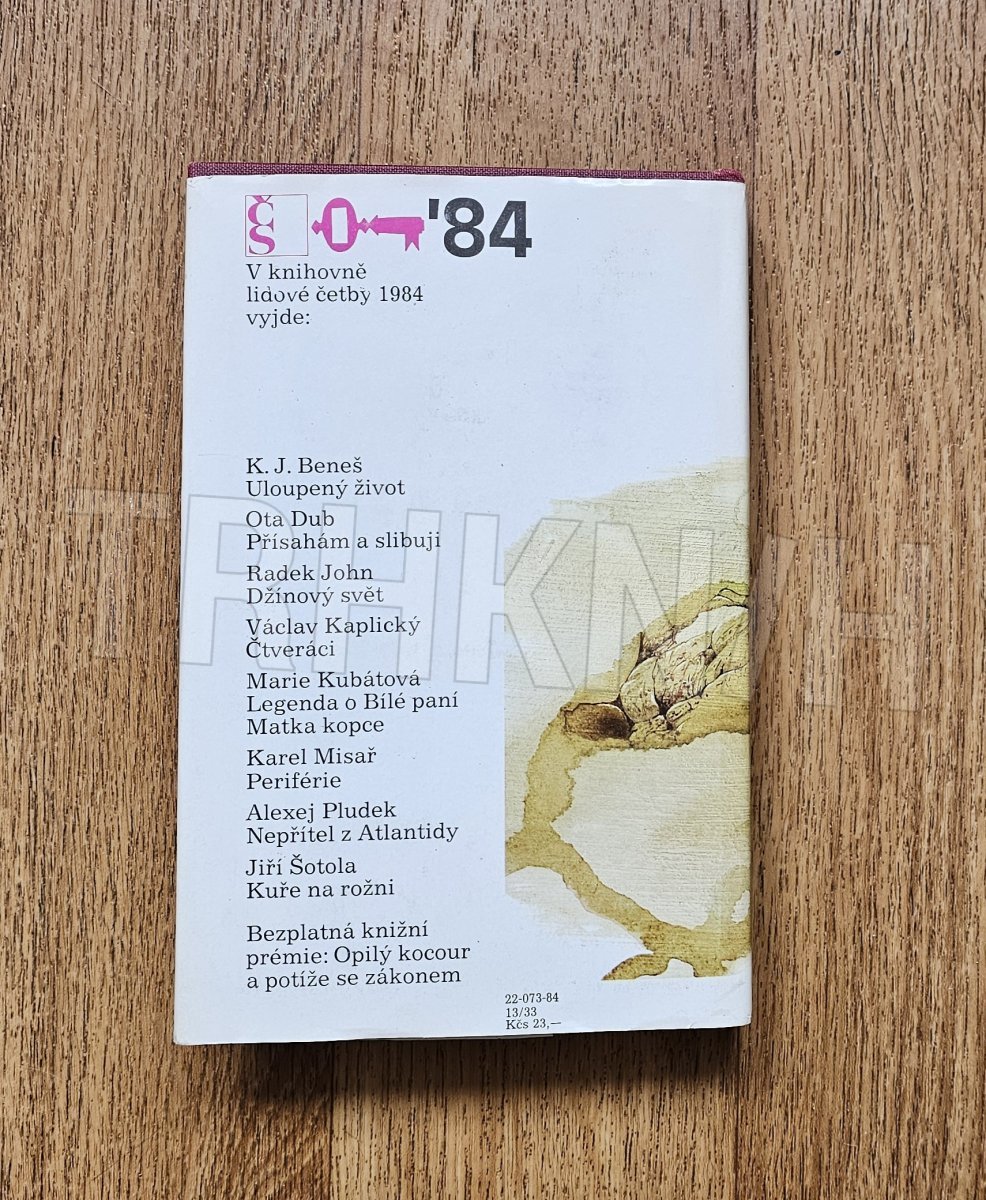 ČS '84
V knihovně
lidové četby 1984
vyjde:
K. J. Beneš
Uloupený život
Ota Dub
Přísahám a slibuji
Radek John
Džínový svět
Václav Kaplický
Čtveráci
Marie Kubátová
Legenda o Bílé paní
Matka kopce
Karel Misař
Periférie
Alexej Pludek
Nepřítel z Atlantidy
Jiří Šotola
Kuře na rožni
Bezplatná knižní
prémie: Opilý kocour
a potíže se zákonem
22-073-84
13/33
Kčs 23,—
TRHKNIH